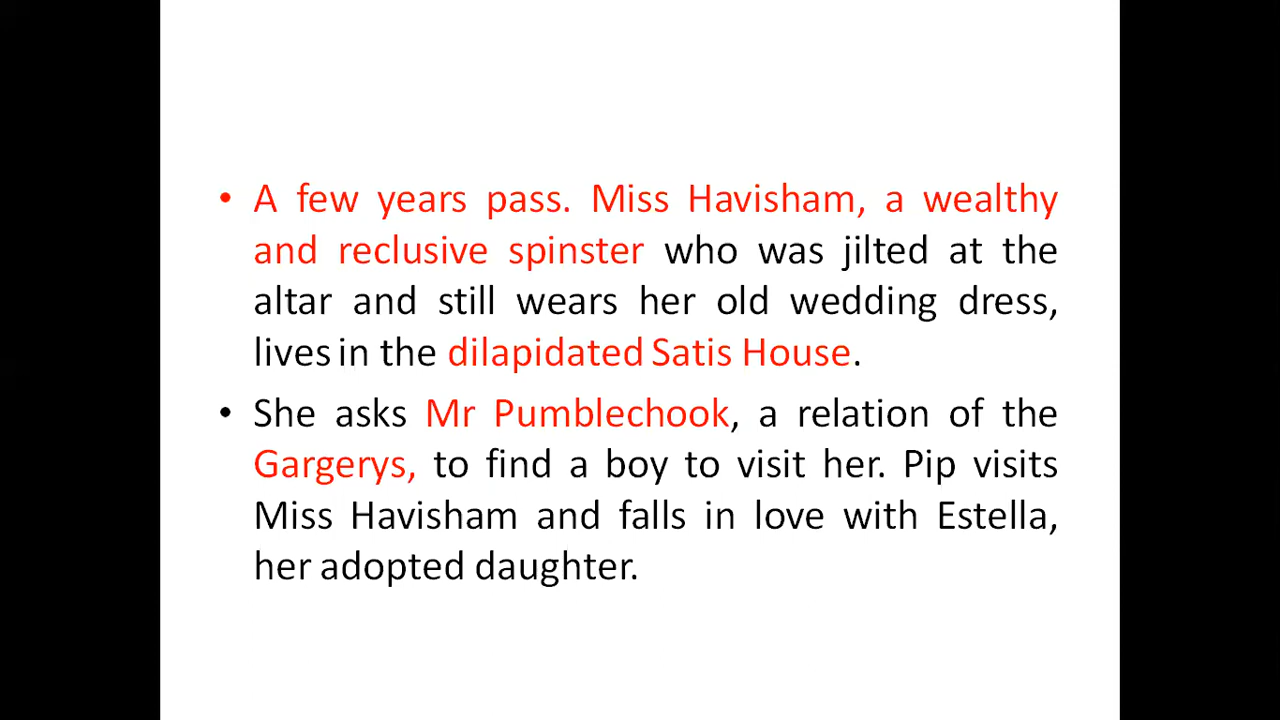 • A few years pass. Miss Havisham, a wealthy
and reclusive spinster who was jilted at the
altar and still wears her old wedding dress,
lives in the dilapidated Satis House.
• She asks Mr Pumblechook, a relation of the
Gargerys, to find a boy to visit her. Pip visits
Miss Havisham and falls in love with Estella,
her adopted daughter.